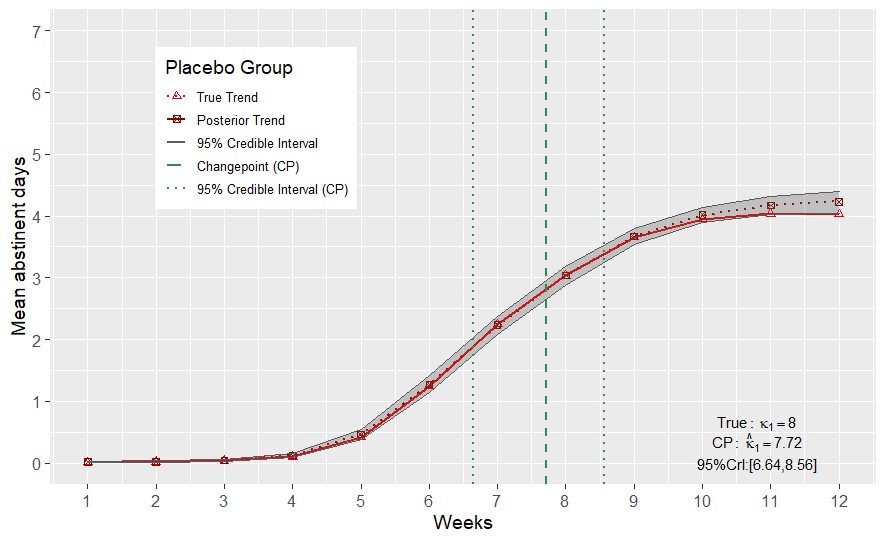 Placebo Group
True Trend
Posterior Trend
95% Credible Interval
Changepoint (CP)
95% Credible Interval (CP)
Mean abstinent days
7
6
5
4
3
2
1
0
True : κ₁ = 8
CP : κ̂₁ = 7.72
95%CrI:[6.64,8.56]
1 2 3 4 5 6 7 8 9 10 11 12
Weeks